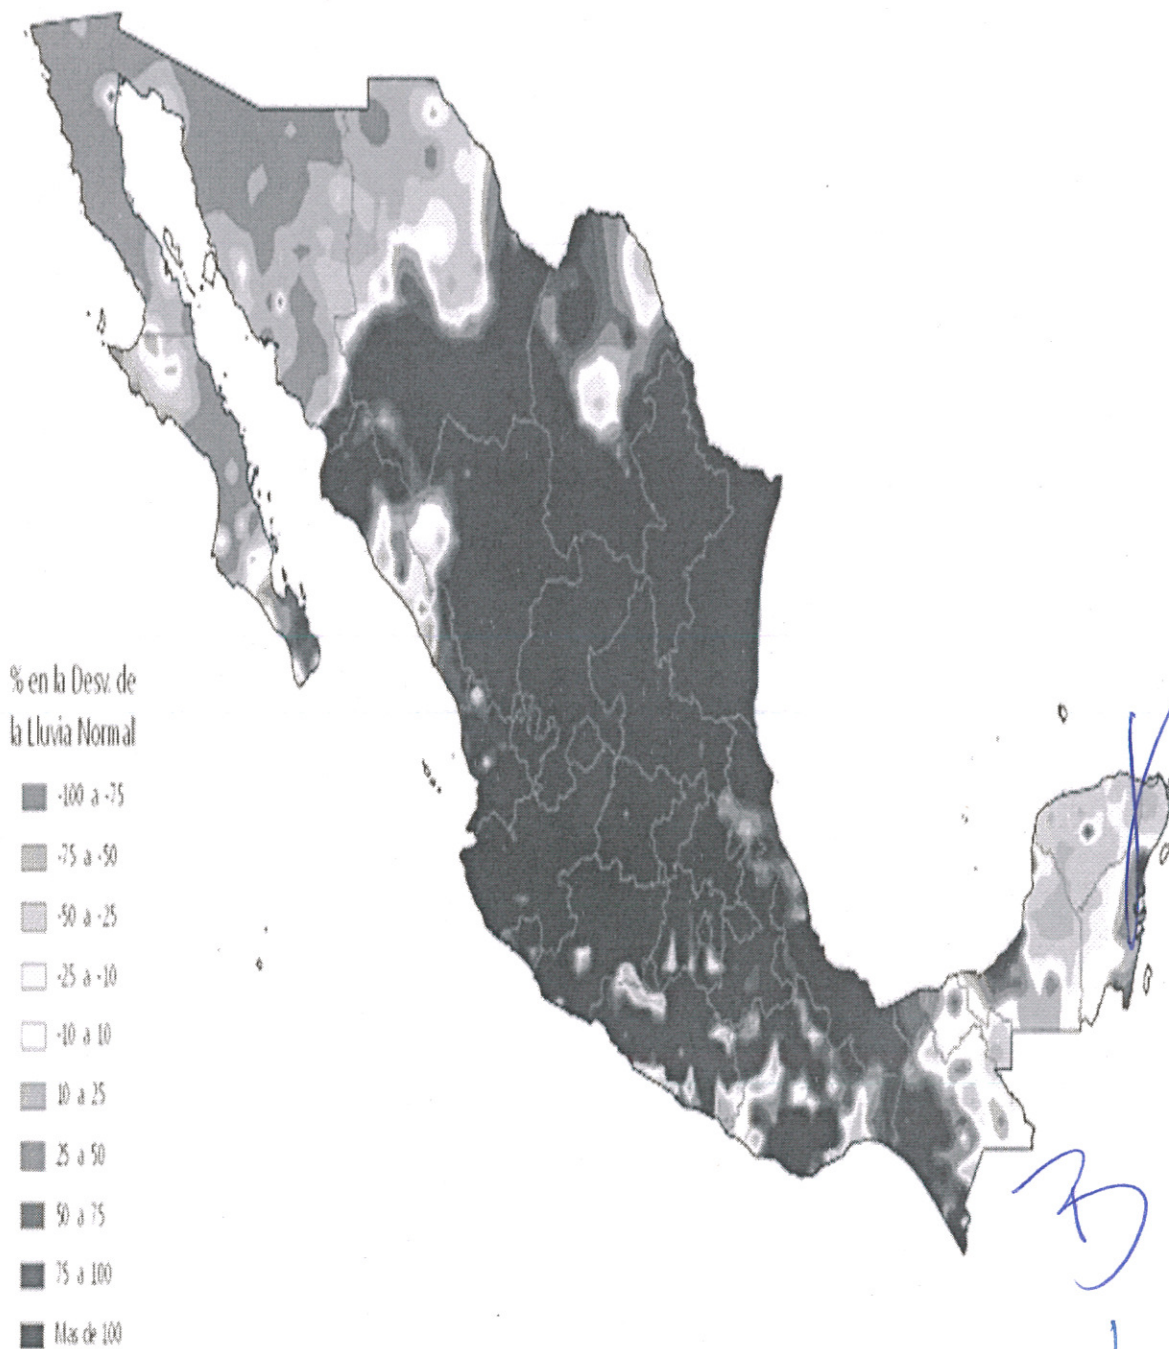 % en la Desv. de
la Lluvia Normal
-100 a -75
-75 a -50
-50 a -25
-25 a -10
-10 a 10
10 a 25
25 a 50
50 a 75
75 a 100
Mas de 100